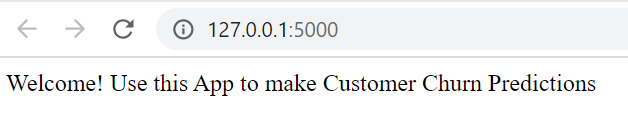 127.0.0.1:5000
Welcome! Use this App to make Customer Churn Predictions